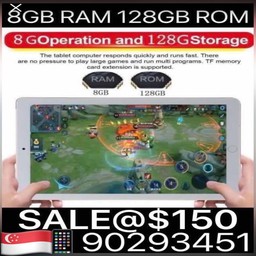 8GB RAM 128GB ROM
8 GOperation and 128GStorage
The tablet computer responds quickly and runs fast. There
are no pressure to play large games and run multi programs. TF memory
card extension is supported.
RAM ROM
8GB 128GB
SALE@$150
90293451